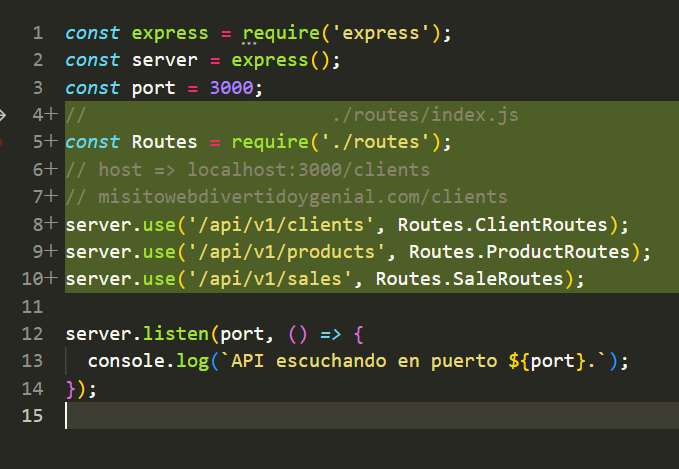 1 const express = require('express');
2 const server = express();
3 const port = 3000;
4+ // ./routes/index.js
5+ const Routes = require('./routes');
6+ // host => localhost:3000/clients
7+ // misitowebdivertidoygenial.com/clients
8+ server.use('/api/v1/clients', Routes.ClientRoutes);
9+ server.use('/api/v1/products', Routes.ProductRoutes);
10+ server.use('/api/v1/sales', Routes.SaleRoutes);
11
12 server.listen(port, () => {
13 console.log(`API escuchando en puerto ${port}.`);
14 });
15